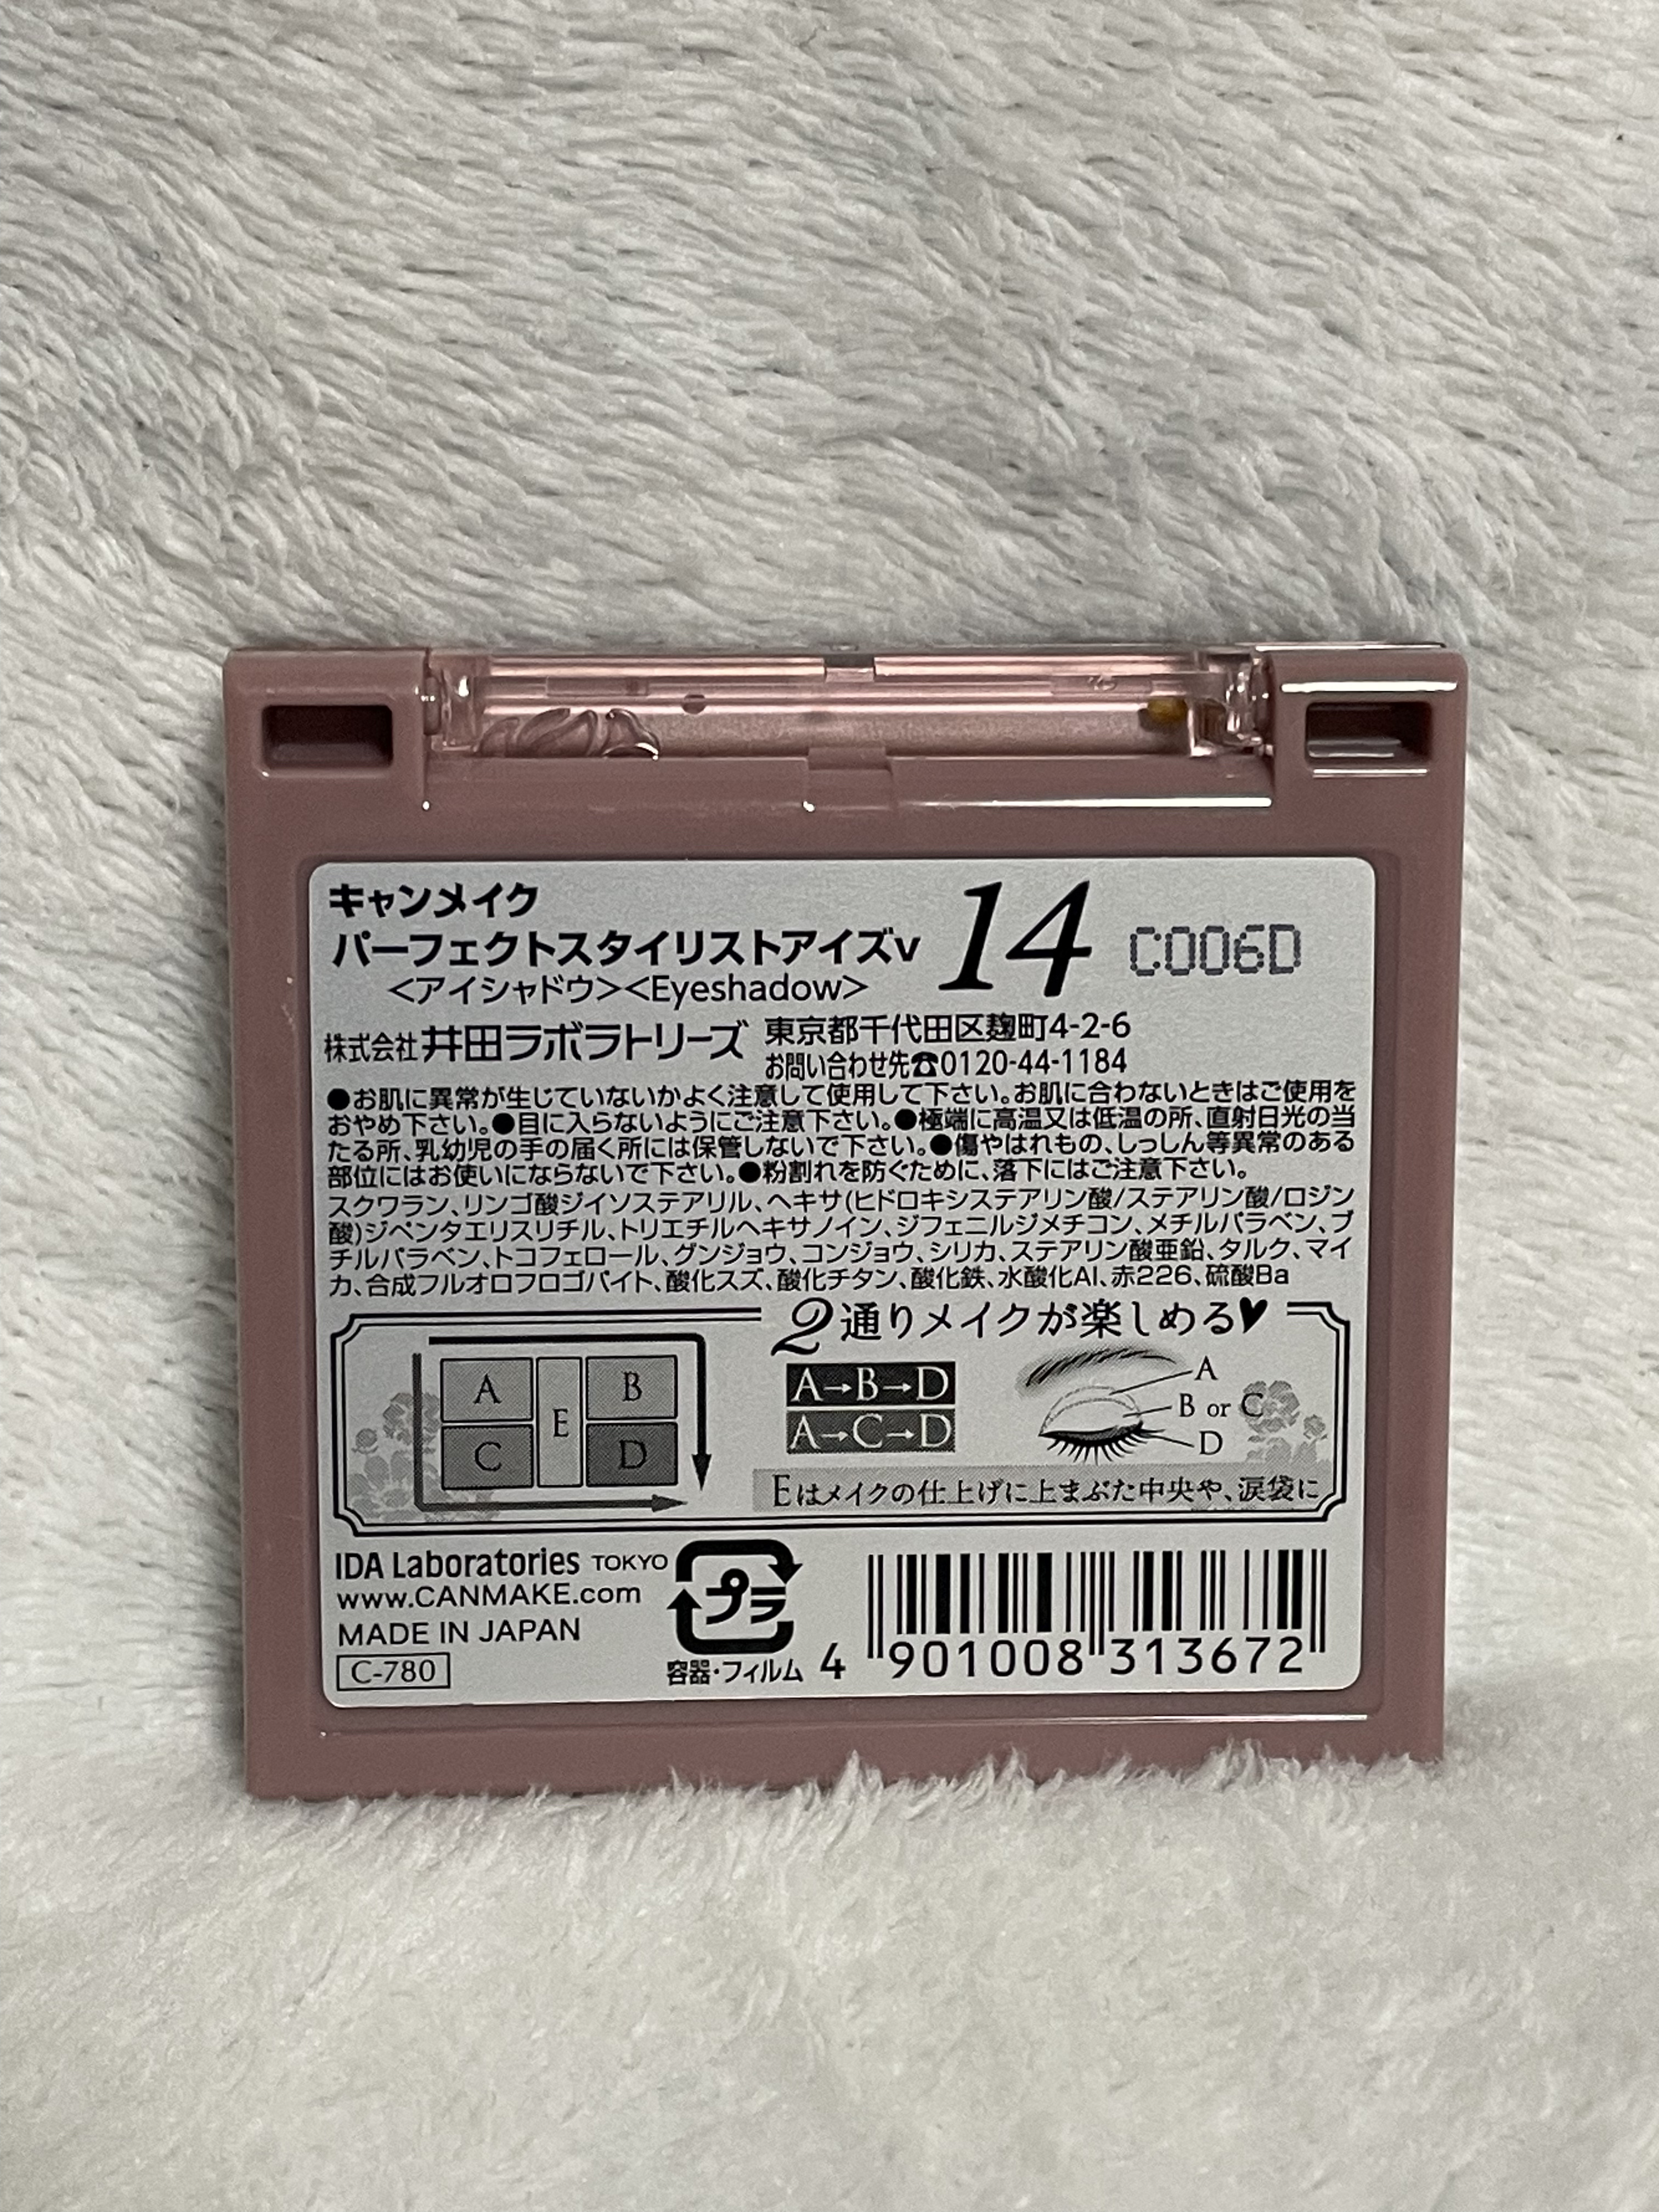 キャンメイク
パーフェクトスタイリストアイズv
14
C006D
<アイシャドウ><Eyeshadow>
株式会社井田ラボラトリーズ
東京都千代田区麹町4-2-6
お問い合わせ先☎0120-44-1184
●お肌に異常が生じていないかよく注意して使用して下さい。お肌に合わないときはご使用を
おやめ下さい。●目に入らないようにご注意下さい。●極端に高温又は低温の所、直射日光の当
たる所、乳幼児の手の届く所には保管しないで下さい。●傷やはれもの、しっしん等異常のある
部位にはお使いにならないで下さい。●粉割れを防ぐために、落下にはご注意下さい。
スクワラン、リンゴ酸ジイソステアリル、ヘキサ(ヒドロキシステアリン酸/ステアリン酸/ロジン
酸)ジペンタエリスリチル、トリエチルヘキサノイン、ジフェニルジメチコン、メチルパラベン、ブ
チルパラベン、トコフェロール、グンジョウ、コンジョウ、シリカ、ステアリン酸亜鉛、タルク、マイ
カ、合成フルオロフロゴパイト、酸化スズ、酸化チタン、酸化鉄、水酸化Al、赤226、硫酸Ba
2通りメイクが楽しめる♥
A
B
E
C
D
A→B→D
A→C→D
A
B or C
D
Eはメイクの仕上げに上まぶた中央や、涙袋に
IDA Laboratories TOKYO
www.CANMAKE.com
MADE IN JAPAN
C-780
プラ
容器・フィルム
4 901008 313672